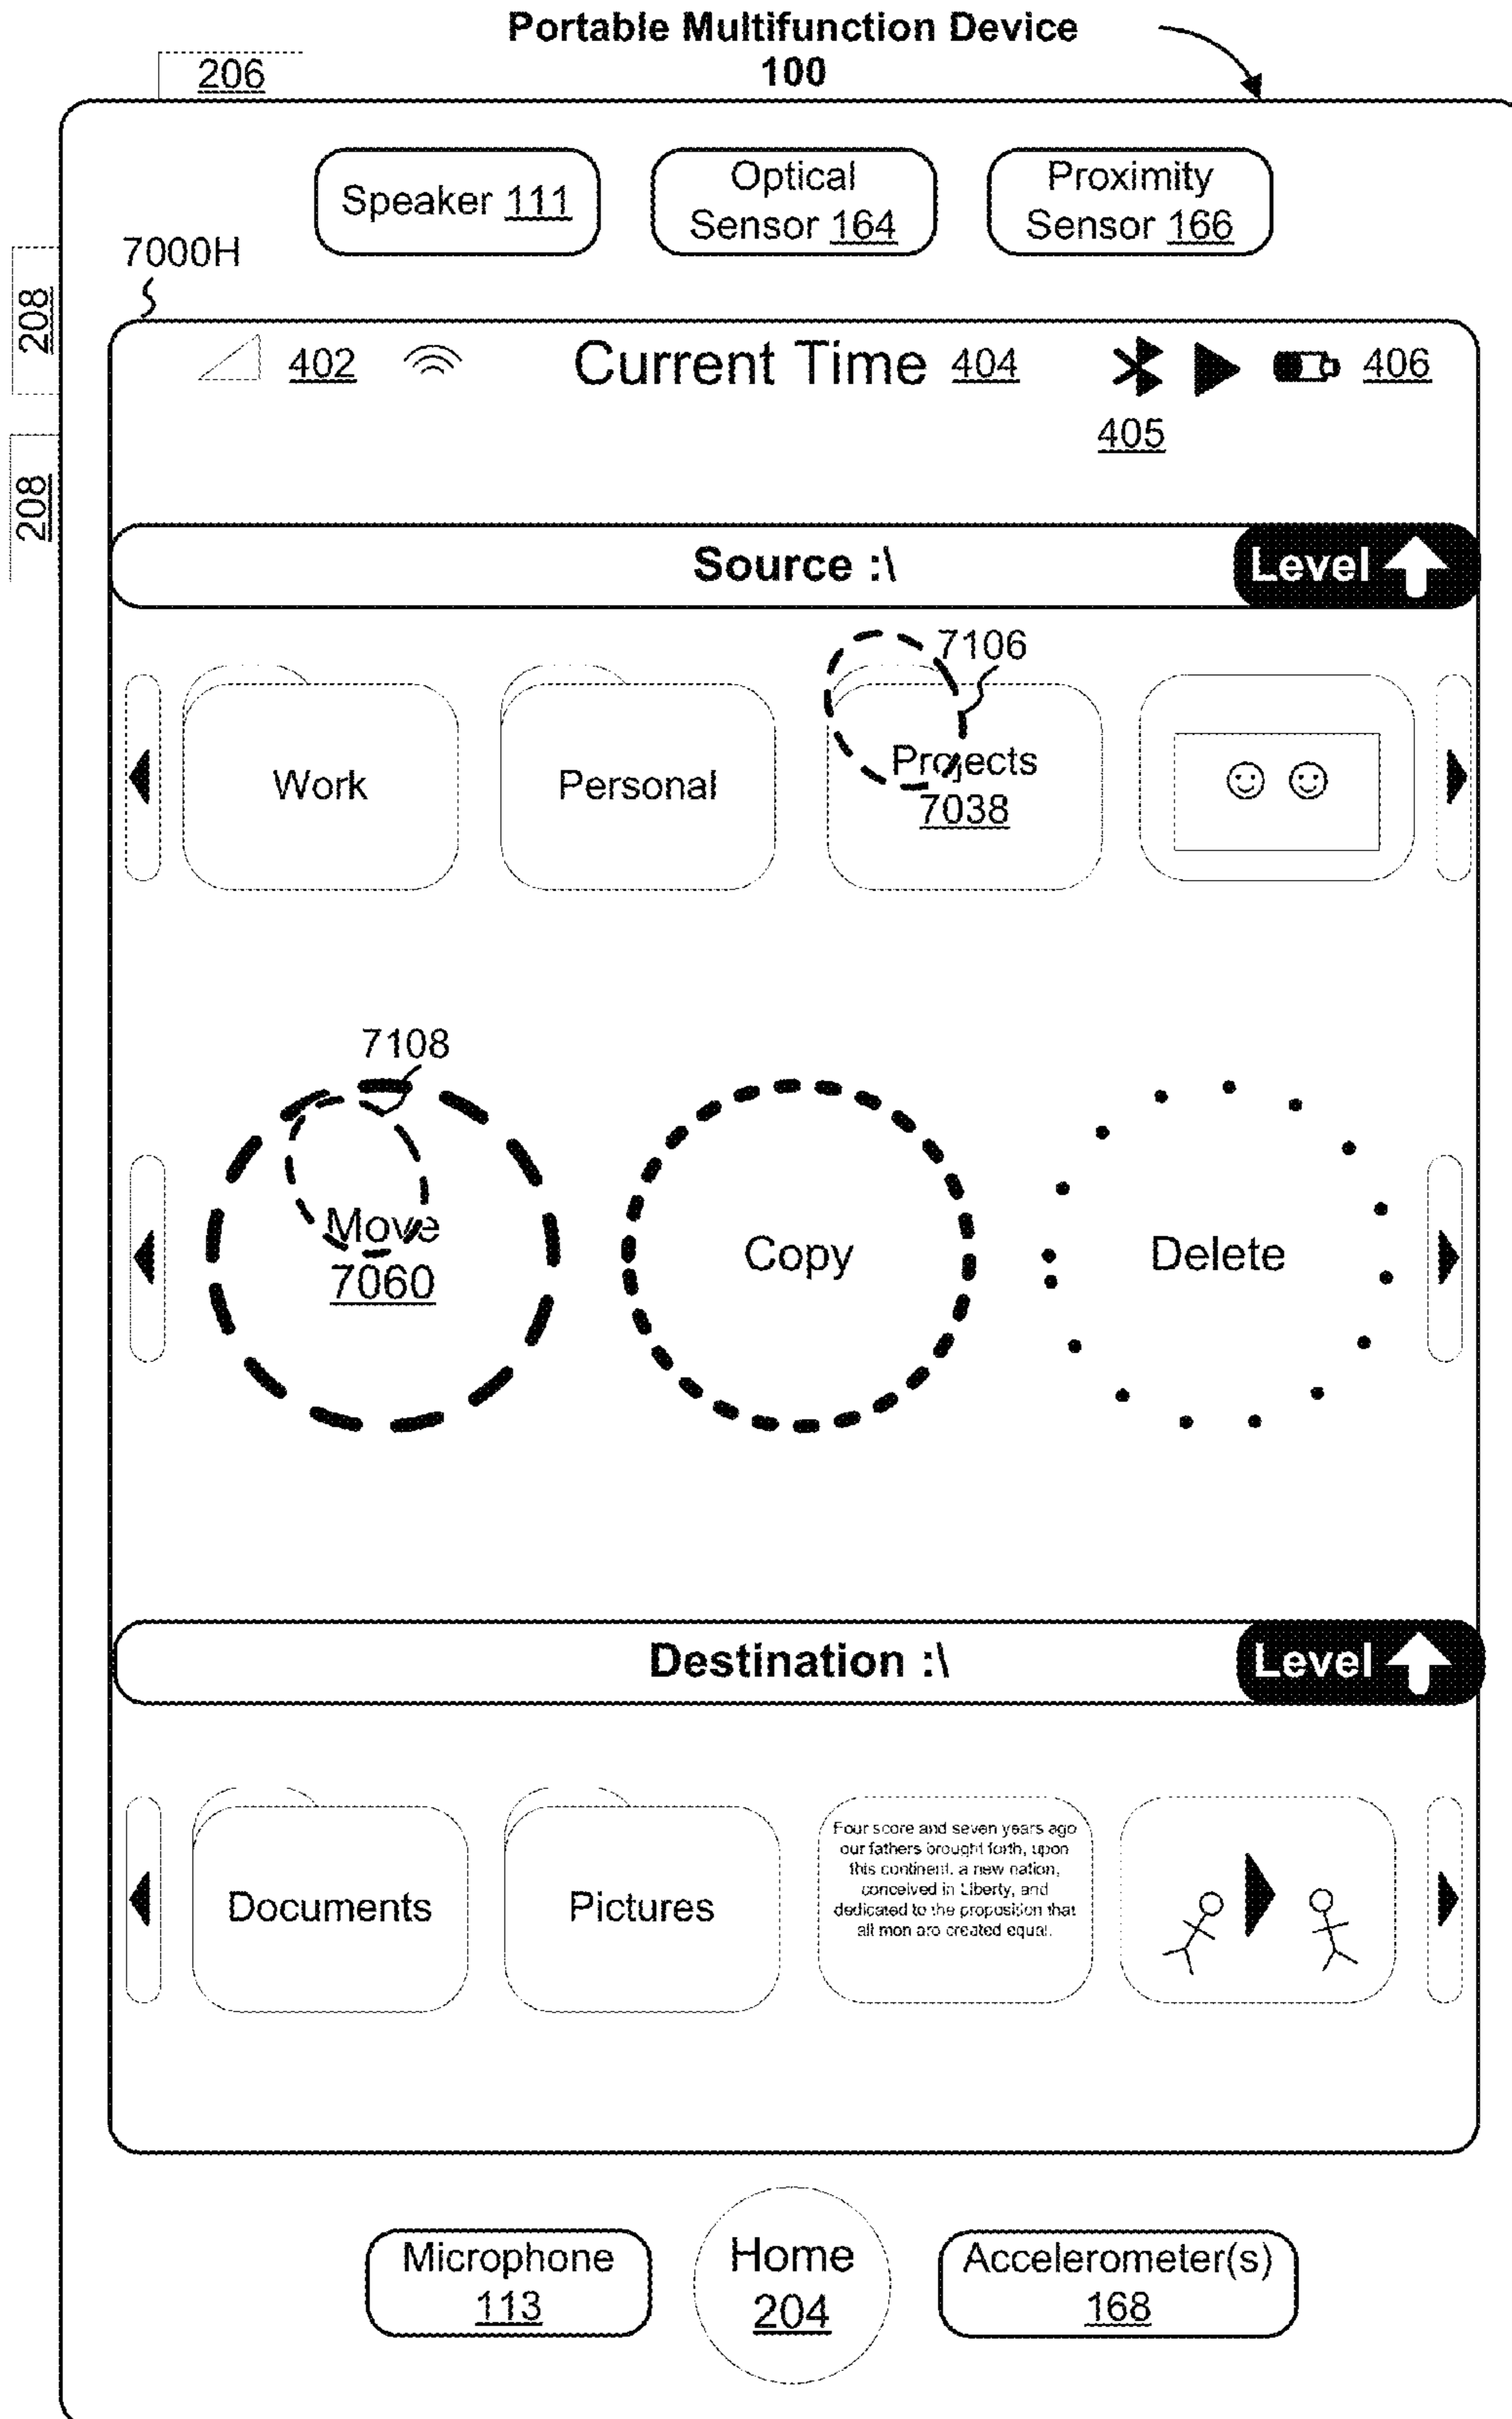 Portable Multifunction Device
100
206
Speaker 111
Optical
Sensor 164
Proximity
Sensor 166
7000H
208
208
402
Current Time 404
406
405
Source :\
Level
7106
Work
Personal
Projects
7038
7108
Move
7060
Copy
Delete
Destination :\
Level
Documents
Pictures
Four score and seven years ago
our fathers brought forth, upon
this continent, a new nation,
conceived in Liberty, and
dedicated to the proposition that
all men are created equal.
Microphone
113
Home
204
Accelerometer(s)
168